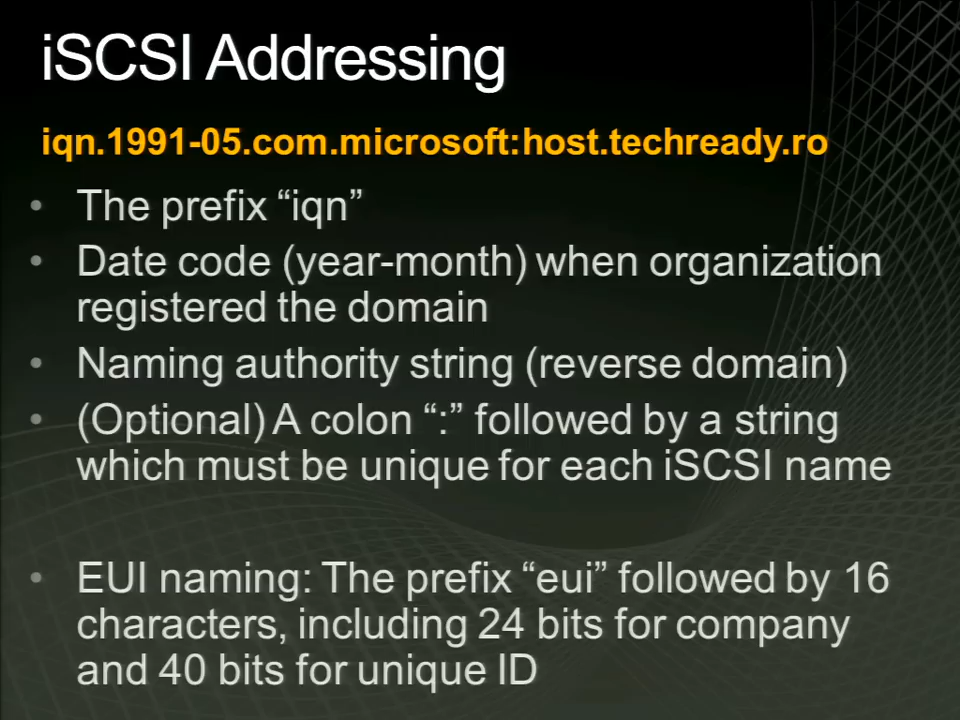 iSCSI Addressing
iqn.1991-05.com.microsoft:host.techready.ro
• The prefix “iqn”
• Date code (year-month) when organization
registered the domain
• Naming authority string (reverse domain)
• (Optional) A colon “:” followed by a string
which must be unique for each iSCSI name
• EUI naming: The prefix “eui” followed by 16
characters, including 24 bits for company
and 40 bits for unique ID